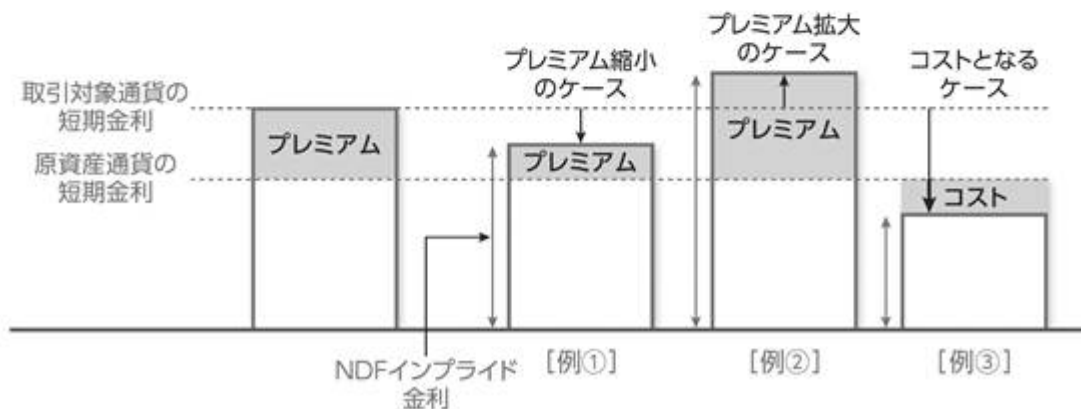 取引対象通貨の
短期金利
原資産通貨の
短期金利
プレミアム
プレミアム縮小
のケース
プレミアム
プレミアム拡大
のケース
プレミアム
コストとなる
ケース
コスト
NDFインプライド
金利
［例①］
［例②］
［例③］